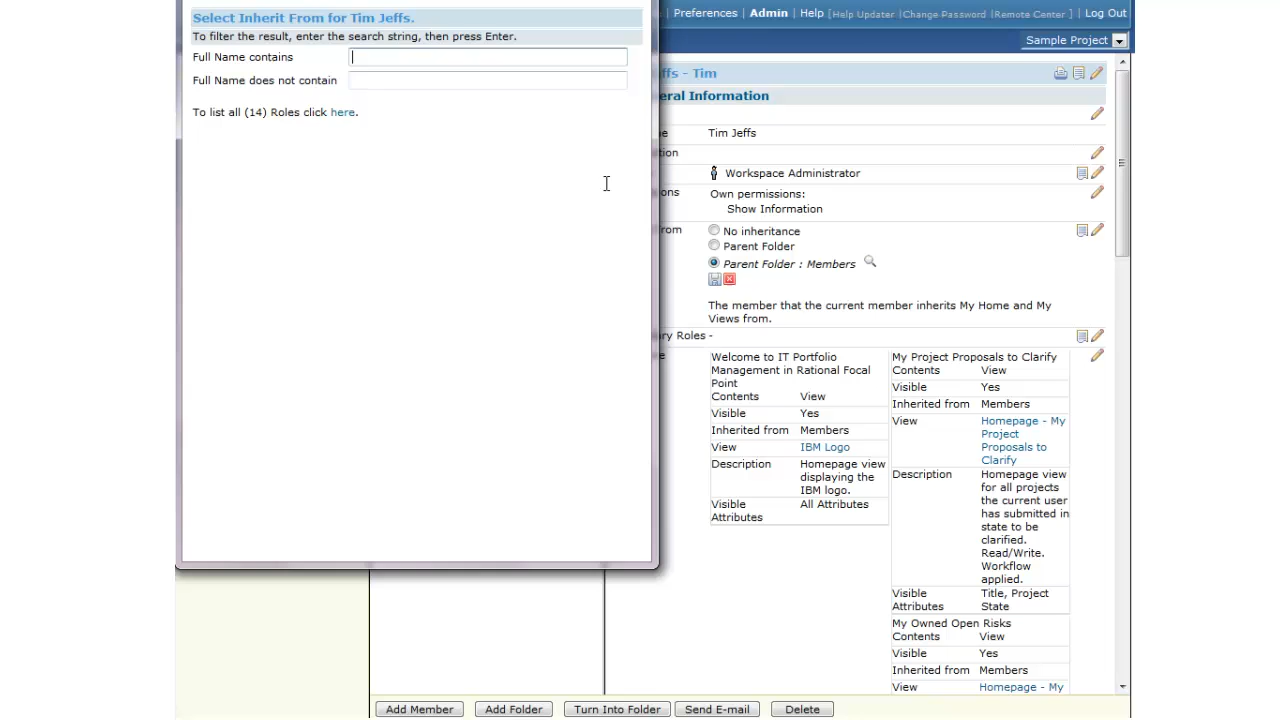 Select Inherit From for Tim Jeffs.
To filter the result, enter the search string, then press Enter.
Full Name contains
Full Name does not contain
To list all (14) Roles click here.
Preferences | Admin | Help [Help Updater |Change Password |Remote Center ] | Log Out
Sample Project
ffs - Tim
eral Information
e Tim Jeffs
tion
Workspace Administrator
ons Own permissions:
Show Information
rom No inheritance
Parent Folder
Parent Folder : Members
The member that the current member inherits My Home and My
Views from.
ry Roles -
e
Welcome to IT Portfolio
Management in Rational Focal
Point
Contents View
Visible Yes
Inherited from Members
View IBM Logo
Description Homepage view
displaying the
IBM logo.
Visible All Attributes
Attributes
My Project Proposals to Clarify
Contents View
Visible Yes
Inherited from Members
View Homepage - My
Project
Proposals to
Clarify
Description Homepage view
for all projects
the current user
has submitted in
state to be
clarified.
Read/Write.
Workflow
applied.
Visible Title, Project
Attributes State
My Owned Open Risks
Contents View
Visible Yes
Inherited from Members
View Homepage - My
Add Member Add Folder Turn Into Folder Send E-mail Delete